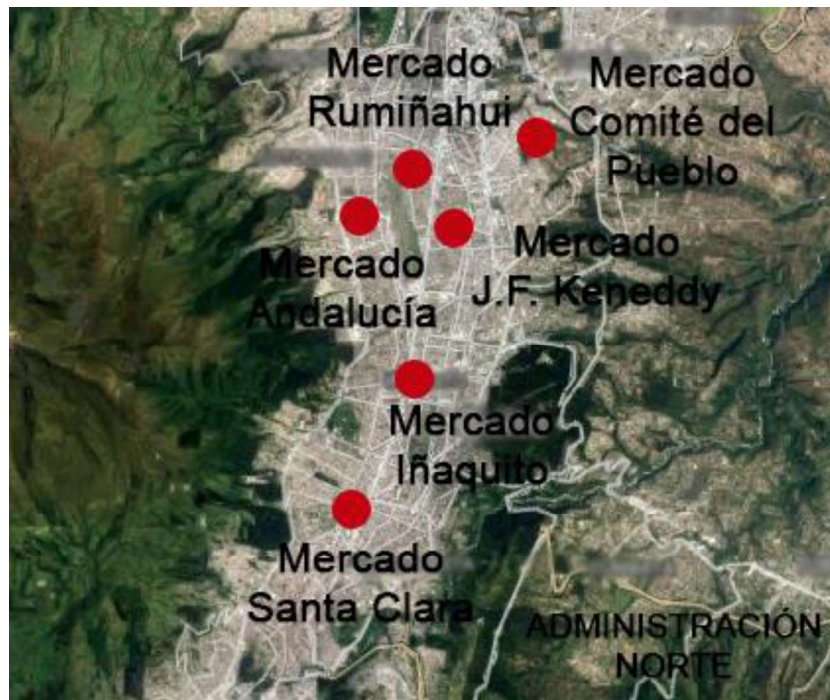 Mercado
Rumiñahui
Mercado
Comité del
Pueblo
Mercado
Andalucía
Mercado
J.F. Keneddy
Mercado
Iñaquito
Mercado
Santa Clara
ADMINISTRACIÓN
NORTE